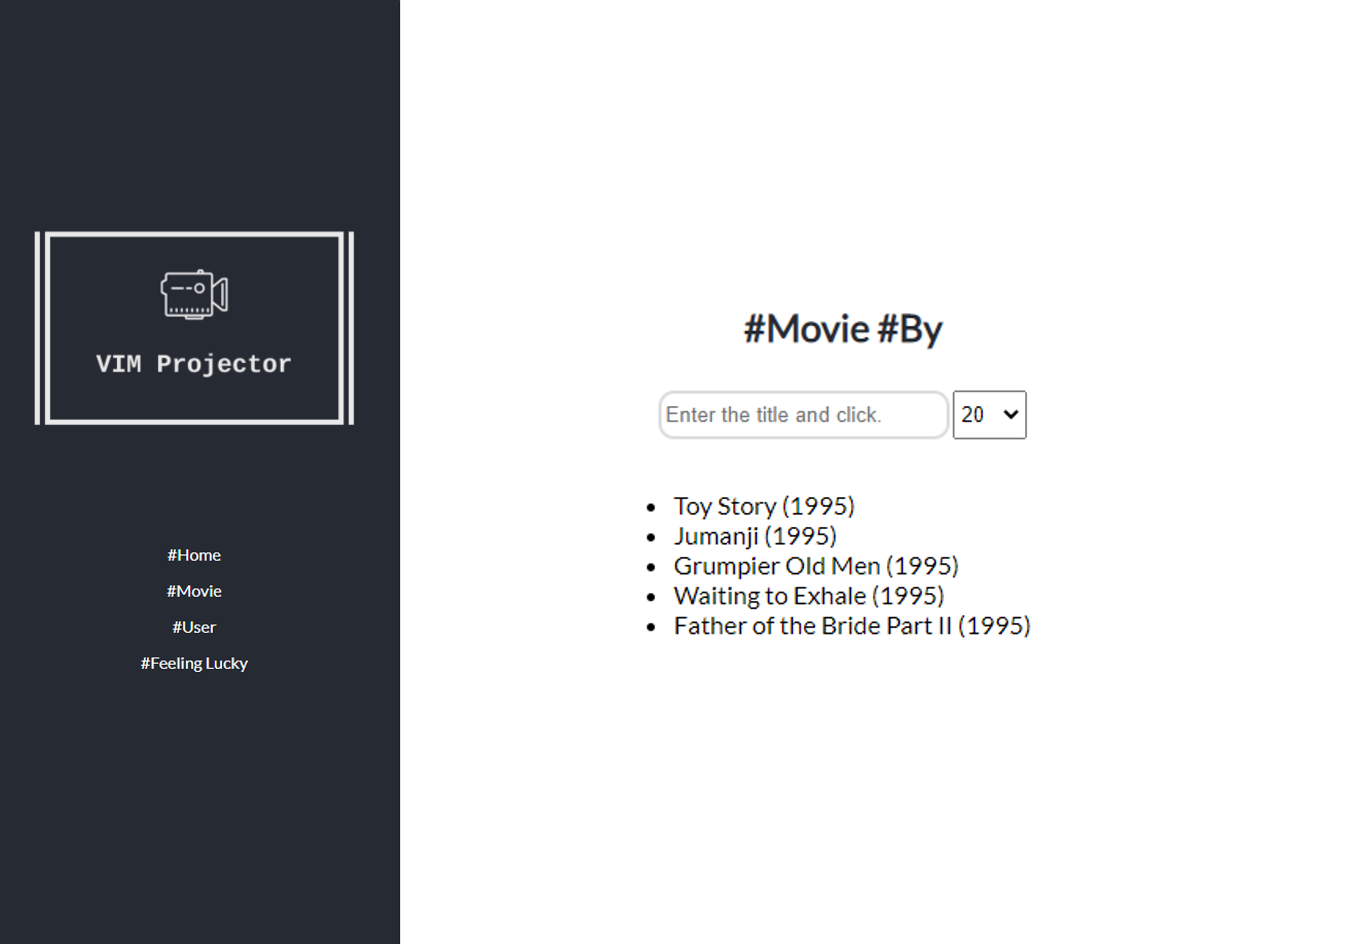 VIM Projector
#Home
#Movie
#User
#Feeling Lucky
#Movie #By
Enter the title and click. 20
Toy Story (1995)
Jumanji (1995)
Grumpier Old Men (1995)
Waiting to Exhale (1995)
Father of the Bride Part II (1995)